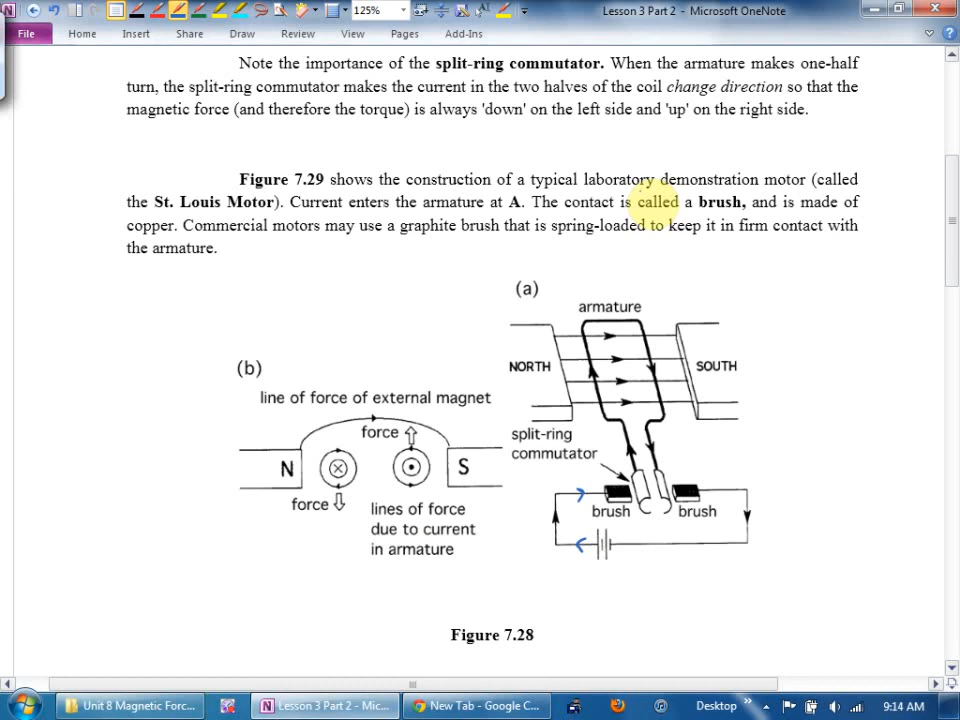 125%
Lesson 3 Part 2 - Microsoft OneNote
File Home Insert Share Draw Review View Pages Add-Ins
Note the importance of the split-ring commutator. When the armature makes one-half
turn, the split-ring commutator makes the current in the two halves of the coil change direction so that the
magnetic force (and therefore the torque) is always 'down' on the left side and 'up' on the right side.
Figure 7.29 shows the construction of a typical laboratory demonstration motor (called
the St. Louis Motor). Current enters the armature at A. The contact is called a brush, and is made of
copper. Commercial motors may use a graphite brush that is spring-loaded to keep it in firm contact with
the armature.
(a)
armature
NORTH
SOUTH
split-ring
commutator
brush
brush
(b)
line of force of external magnet
force
N
S
force
lines of force
due to current
in armature
Figure 7.28
Unit 8 Magnetic Forc...
Lesson 3 Part 2 - Mic...
New Tab - Google C...
Desktop
9:14 AM